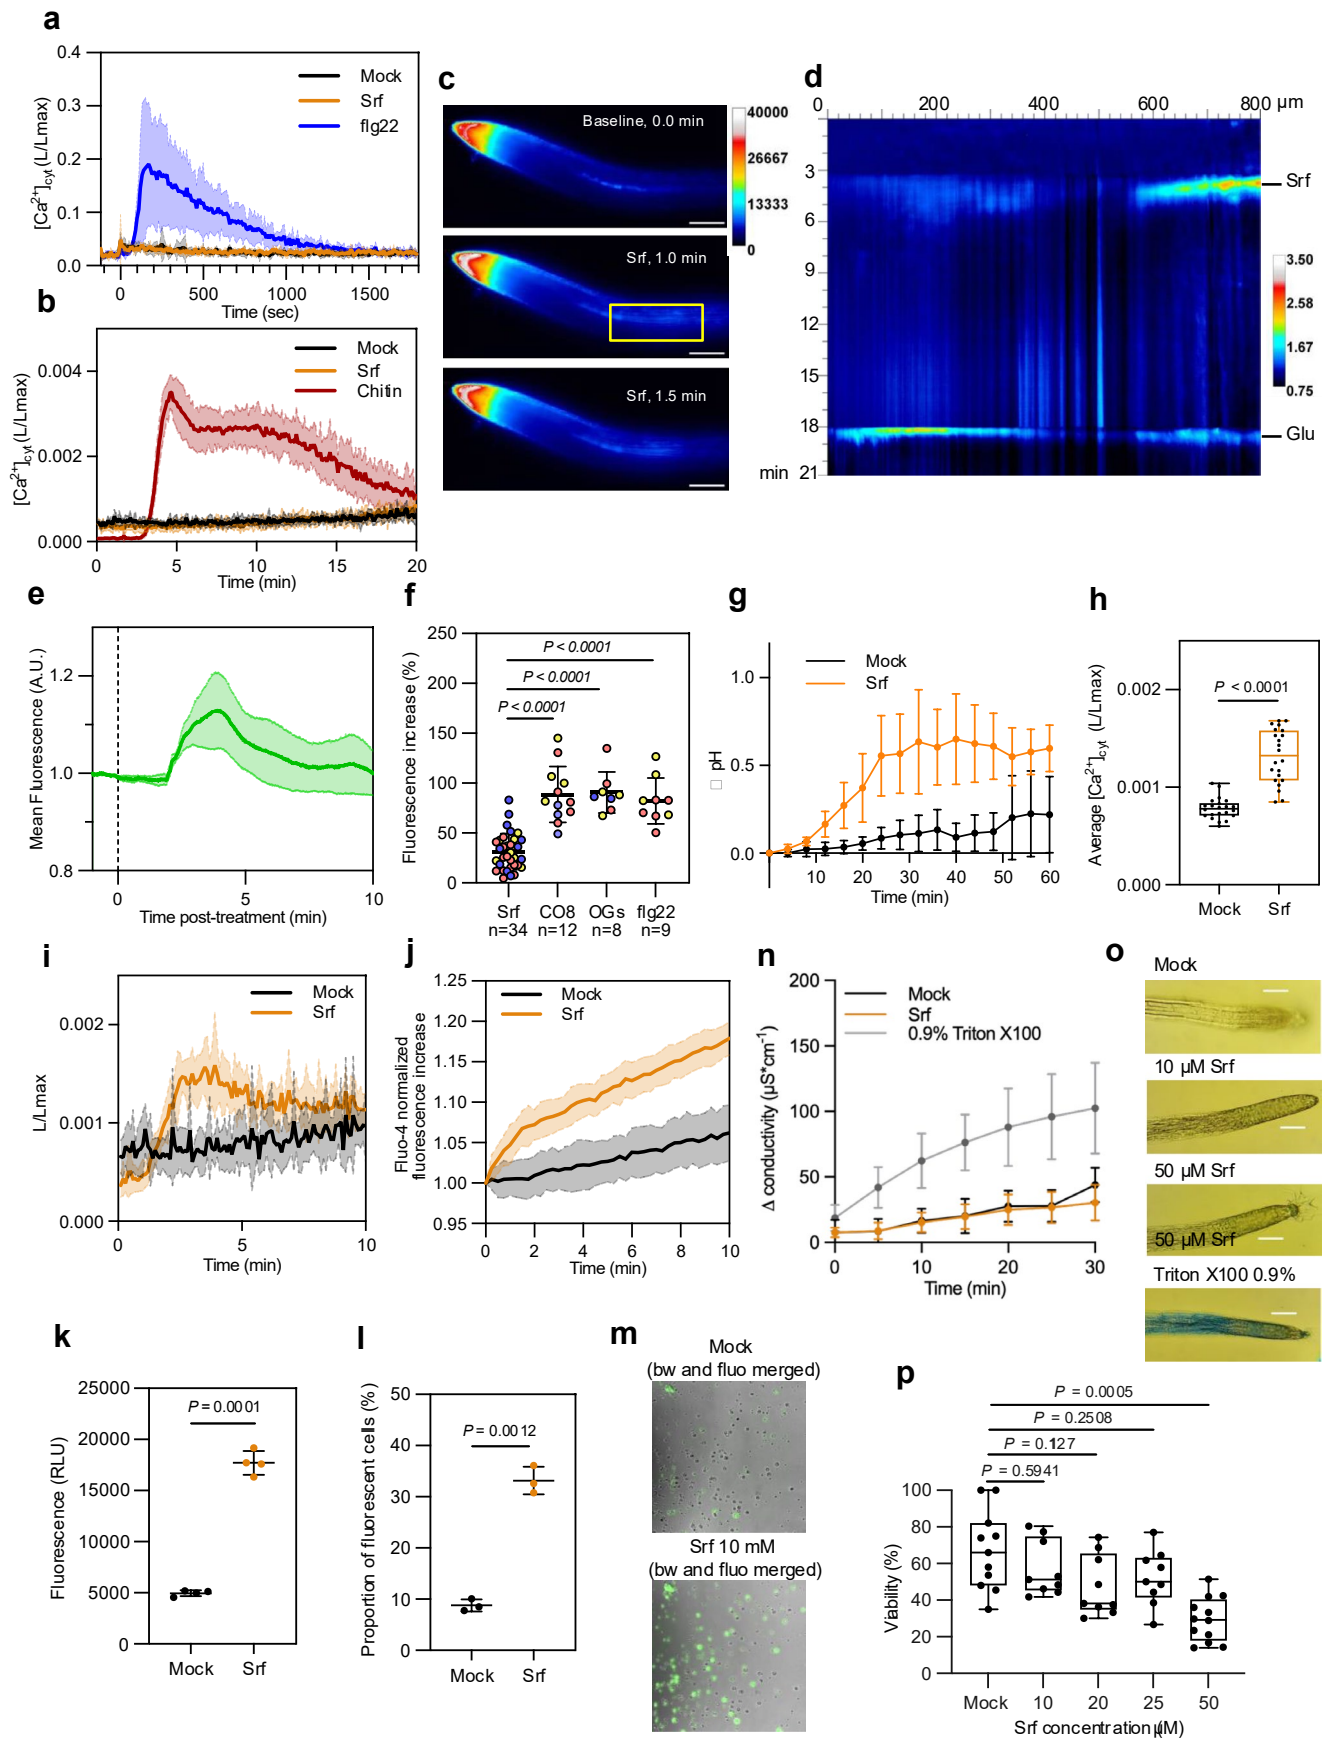 a
0.4
0.3
0.2
0.1
0.0
[Ca²⁺]cyt (L/Lmax)
Mock
Srf
flg22
0 500 1000 1500
Time (sec)
b
0.004
0.002
0.000
[Ca²⁺]cyt (L/Lmax)
Mock
Srf
Chitin
0 5 10 15 20
Time (min)
c
Baseline, 0.0 min
Srf, 1.0 min
Srf, 1.5 min
40000
26667
13333
0
d
0 200 400 600 800 µm
3
6
9
12
15
18
min 21
Srf
Glu
3.50
2.58
1.67
0.75
e
Mean Fluorescence (A.U.)
1.2
1.0
0.8
0 5 10
Time post-treatment (min)
f
Fluorescence increase (%)
250
200
150
100
50
0
P < 0.0001
P < 0.0001
P < 0.0001
Srf CO8 OGs flg22
n=34 n=12 n=8 n=9
g
□ pH
1.0
0.5
0.0
Mock
Srf
10 20 30 40 50 60
Time (min)
h
Average [Ca²⁺]cyt (L/Lmax)
0.002
0.001
0.000
P < 0.0001
Mock Srf
i
L/Lmax
0.002
0.001
0.000
Mock
Srf
0 5 10
Time (min)
j
Fluo-4 normalized
fluorescence increase
1.25
1.20
1.15
1.10
1.05
1.00
0.95
Mock
Srf
0 2 4 6 8 10
Time (min)
n
Δ conductivity (µS*cm⁻¹)
200
150
100
50
0
Mock
Srf
0.9% Triton X100
0 10 20 30
Time (min)
o
Mock
10 µM Srf
50 µM Srf
50 µM Srf
Triton X100 0.9%
k
Fluorescence (RLU)
25000
20000
15000
10000
5000
0
P = 0.0001
Mock Srf
l
Proportion of fluorescent cells (%)
50
40
30
20
10
0
P = 0.0012
Mock Srf
m
Mock
(bw and fluo merged)
Srf 10 mM
(bw and fluo merged)
p
P = 0.0005
P = 0.2508
P = 0.127
P = 0.5941
Viability (%)
100
80
60
40
20
0
Mock 10 20 25 50
Srf concentration (µM)